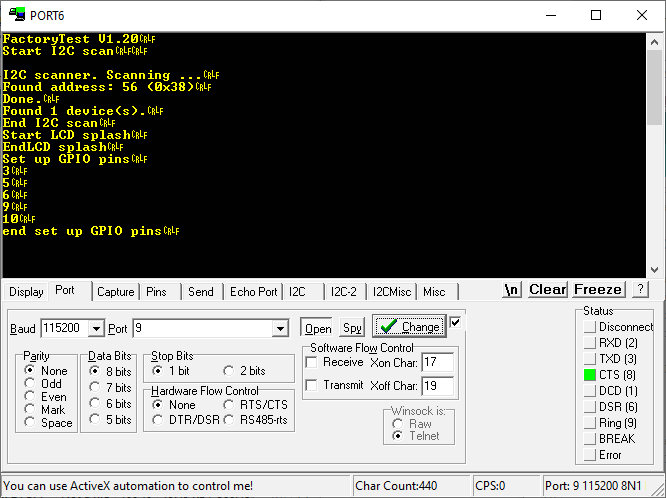 PORT6
FactoryTest V1.20CRLF
Start I2C scanCRLFCRLF
I2C scanner. Scanning ...CRLF
Found address: 56 (0x38)CRLF
Done.CRLF
Found 1 device(s).CRLF
End I2C scanCRLF
Start LCD splashCRLF
EndLCD splashCRLF
Set up GPIO pinsCRLF
3CRLF
5CRLF
6CRLF
9CRLF
10CRLF
end set up GPIO pinsCRLF
Display Port Capture Pins Send Echo Port I2C I2C-2 I2CMisc Misc \n Clear Freeze ?
Baud 115200 Port 9 Open Spy Change
Parity
None
Odd
Even
Mark
Space
Data Bits
8 bits
7 bits
6 bits
5 bits
Stop Bits
1 bit 2 bits
Hardware Flow Control
None RTS/CTS
DTR/DSR RS485-rts
Software Flow Control
Receive Xon Char: 17
Transmit Xoff Char: 19
Winsock is:
Raw
Telnet
Status
Disconnect
RXD (2)
TXD (3)
CTS (8)
DCD (1)
DSR (6)
Ring (9)
BREAK
Error
You can use ActiveX automation to control me! Char Count:440 CPS:0 Port: 9 115200 8N1